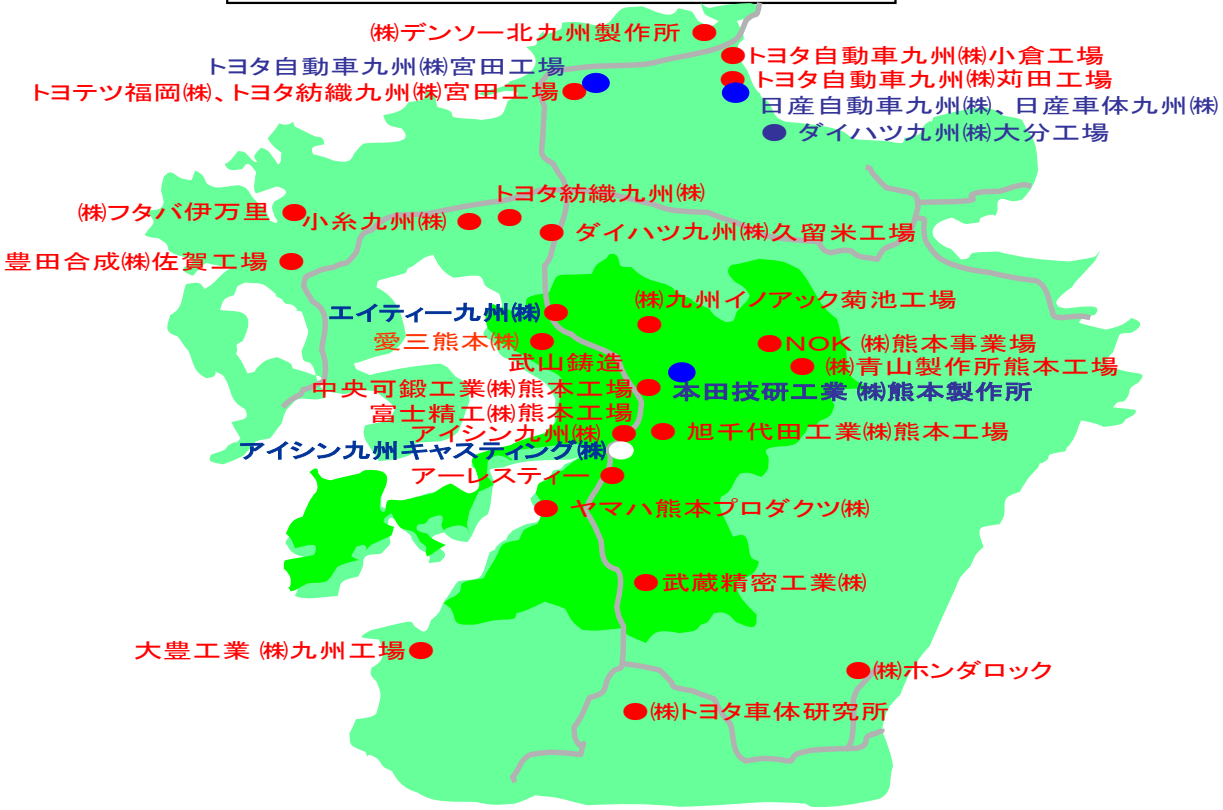 ㈱デンソー北九州製作所
トヨタ自動車九州㈱小倉工場
トヨタ自動車九州㈱宮田工場
トヨタ自動車九州㈱苅田工場
トヨテツ福岡㈱、トヨタ紡織九州㈱宮田工場
日産自動車九州㈱、日産車体九州㈱
ダイハツ九州㈱大分工場
トヨタ紡織九州㈱
㈱フタバ伊万里
小糸九州㈱
ダイハツ九州㈱久留米工場
豊田合成㈱佐賀工場
㈱九州イノアック菊池工場
エイティー九州㈱
愛三熊本㈱
NOK ㈱熊本事業場
武山鋳造
㈱青山製作所熊本工場
中央可鍛工業㈱熊本工場
本田技研工業 ㈱熊本製作所
富士精工㈱熊本工場
アイシン九州㈱
旭千代田工業㈱熊本工場
アイシン九州キャスティング㈱
アーレスティー
ヤマハ熊本プロダクツ㈱
武蔵精密工業㈱
大豊工業 ㈱九州工場
㈱ホンダロック
㈱トヨタ車体研究所